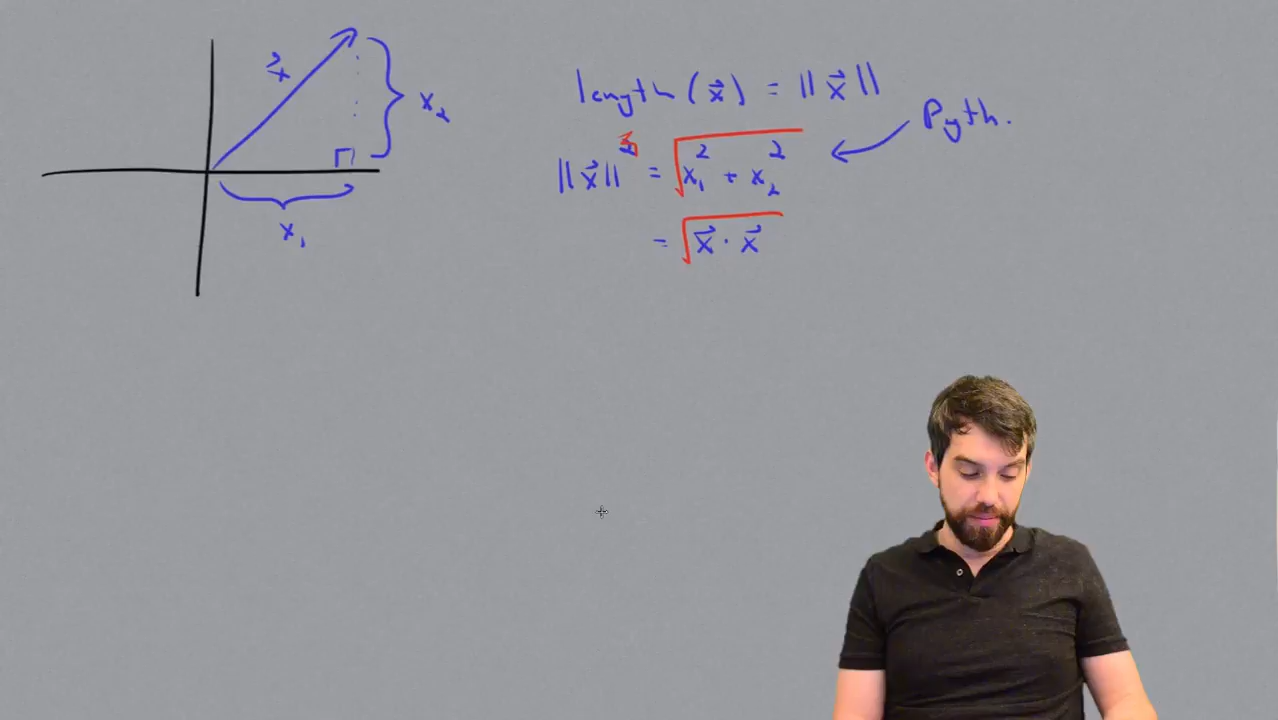 x⃗
x₂
x₁
length(x⃗) = ||x⃗||
Pyth.
||x⃗|| = √(x₁² + x₂²)
= √(x⃗ · x⃗)